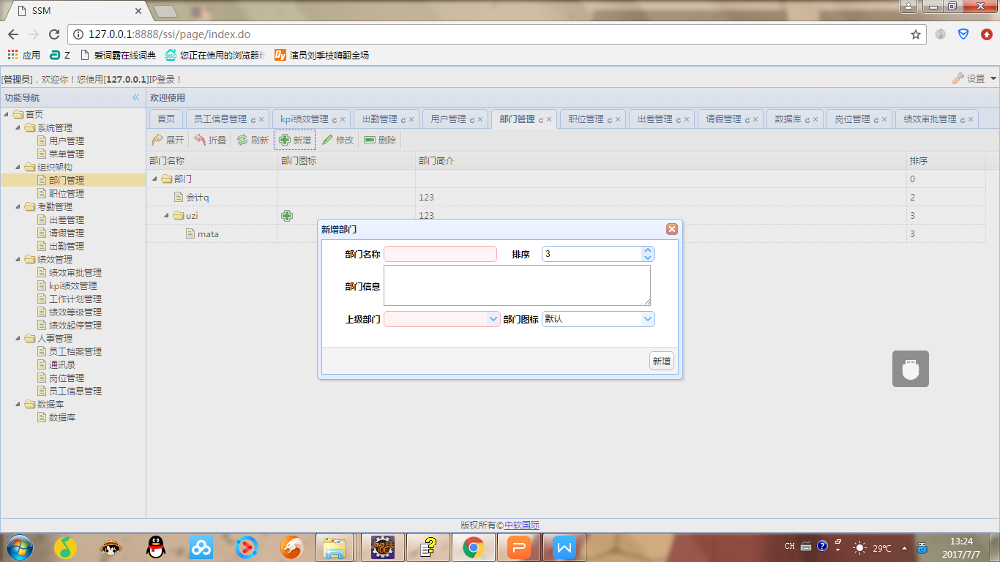 SSM
127.0.0.1:8888/ssi/page/index.do
应用 Z 爱词霸在线词典 您正在使用的浏览器版 演员刘季枝嗨翻全场
[管理员]，欢迎你！您使用[127.0.0.1]IP登录！ 设置
功能导航 欢迎使用
首页 员工信息管理 kpi绩效管理 出勤管理 用户管理 部门管理 职位管理 出差管理 请假管理 数据库 岗位管理 绩效审批管理
展开 折叠 刷新 新增 修改 删除
部门名称 部门图标 部门简介 排序
部门 0
会计q 123 2
uzi 123 3
mata 3
首页
系统管理
用户管理
菜单管理
组织架构
部门管理
职位管理
考勤管理
出差管理
请假管理
出勤管理
绩效管理
绩效审批管理
kpi绩效管理
工作计划管理
绩效等级管理
绩效起停管理
人事管理
员工档案管理
通讯录
岗位管理
员工信息管理
数据库
数据库
新增部门
部门名称 排序 3
部门信息
上级部门 部门图标 默认
新增
版权所有©中软国际
Java EE
IDE
CH 29℃ 13:24
2017/7/7